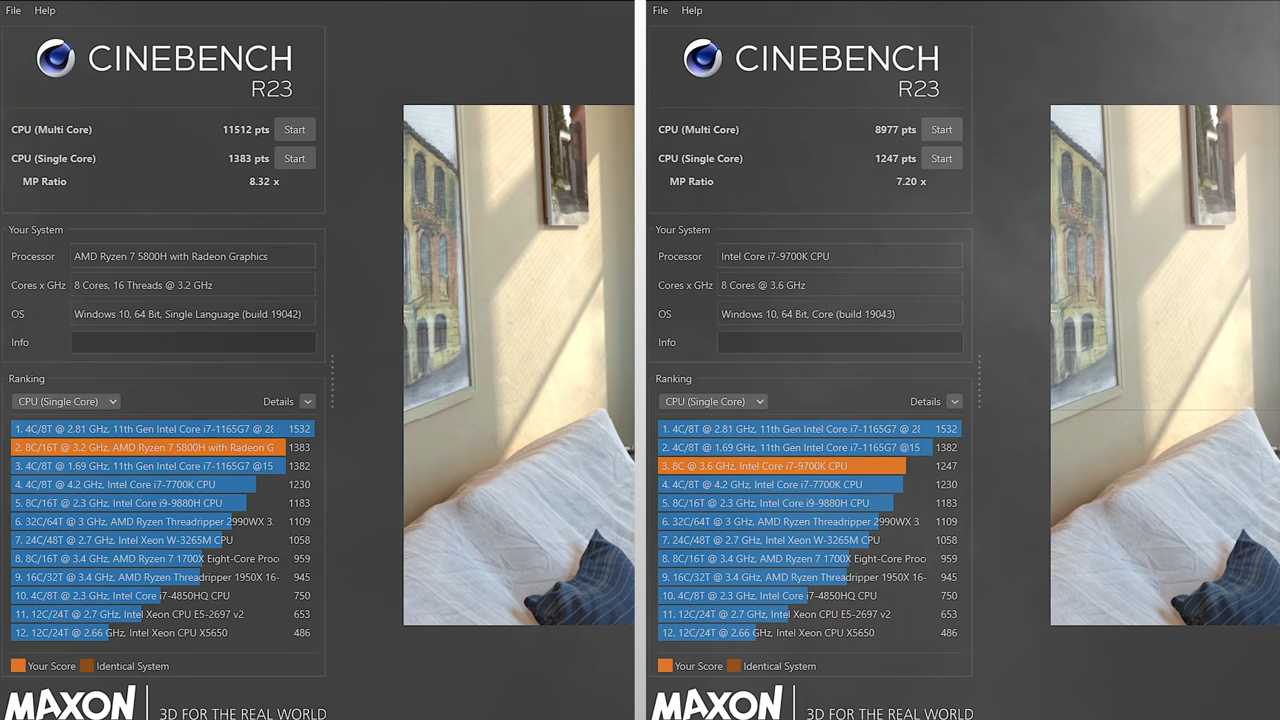 File Help
CINEBENCH
R23
CPU (Multi Core) 11512 pts Start
CPU (Single Core) 1383 pts Start
MP Ratio 8.32 x
Your System
Processor AMD Ryzen 7 5800H with Radeon Graphics
Cores x GHz 8 Cores, 16 Threads @ 3.2 GHz
OS Windows 10, 64 Bit, Single Language (build 19042)
Info
Ranking
CPU (Single Core) Details
1. 4C/8T @ 2.81 GHz, 11th Gen Intel Core i7-1165G7 @ 28 1532
2. 8C/16T @ 3.2 GHz, AMD Ryzen 7 5800H with Radeon G 1383
3. 4C/8T @ 1.69 GHz, 11th Gen Intel Core i7-1165G7 @15 1382
4. 4C/8T @ 4.2 GHz, Intel Core i7-7700K CPU 1230
5. 8C/16T @ 2.3 GHz, Intel Core i9-9880H CPU 1183
6. 32C/64T @ 3 GHz, AMD Ryzen Threadripper 2990WX 3. 1109
7. 24C/48T @ 2.7 GHz, Intel Xeon W-3265M CPU 1058
8. 8C/16T @ 3.4 GHz, AMD Ryzen 7 1700X Eight-Core Proc 959
9. 16C/32T @ 3.4 GHz, AMD Ryzen Threadripper 1950X 16- 945
10. 4C/8T @ 2.3 GHz, Intel Core i7-4850HQ CPU 750
11. 12C/24T @ 2.7 GHz, Intel Xeon CPU E5-2697 v2 653
12. 12C/24T @ 2.66 GHz, Intel Xeon CPU X5650 486
Your Score Identical System
MAXON 3D FOR THE REAL WORLD
File Help
CINEBENCH
R23
CPU (Multi Core) 8977 pts Start
CPU (Single Core) 1247 pts Start
MP Ratio 7.20 x
Your System
Processor Intel Core i7-9700K CPU
Cores x GHz 8 Cores @ 3.6 GHz
OS Windows 10, 64 Bit, Core (build 19043)
Info
Ranking
CPU (Single Core) Details
1. 4C/8T @ 2.81 GHz, 11th Gen Intel Core i7-1165G7 @ 28 1532
2. 4C/8T @ 1.69 GHz, 11th Gen Intel Core i7-1165G7 @15 1382
3. 8C @ 3.6 GHz, Intel Core i7-9700K CPU 1247
4. 4C/8T @ 4.2 GHz, Intel Core i7-7700K CPU 1230
5. 8C/16T @ 2.3 GHz, Intel Core i9-9880H CPU 1183
6. 32C/64T @ 3 GHz, AMD Ryzen Threadripper 2990WX 3. 1109
7. 24C/48T @ 2.7 GHz, Intel Xeon W-3265M CPU 1058
8. 8C/16T @ 3.4 GHz, AMD Ryzen 7 1700X Eight-Core Proc 959
9. 16C/32T @ 3.4 GHz, AMD Ryzen Threadripper 1950X 16- 945
10. 4C/8T @ 2.3 GHz, Intel Core i7-4850HQ CPU 750
11. 12C/24T @ 2.7 GHz, Intel Xeon CPU E5-2697 v2 653
12. 12C/24T @ 2.66 GHz, Intel Xeon CPU X5650 486
Your Score Identical System
MAXON 3D FOR THE REAL WORLD